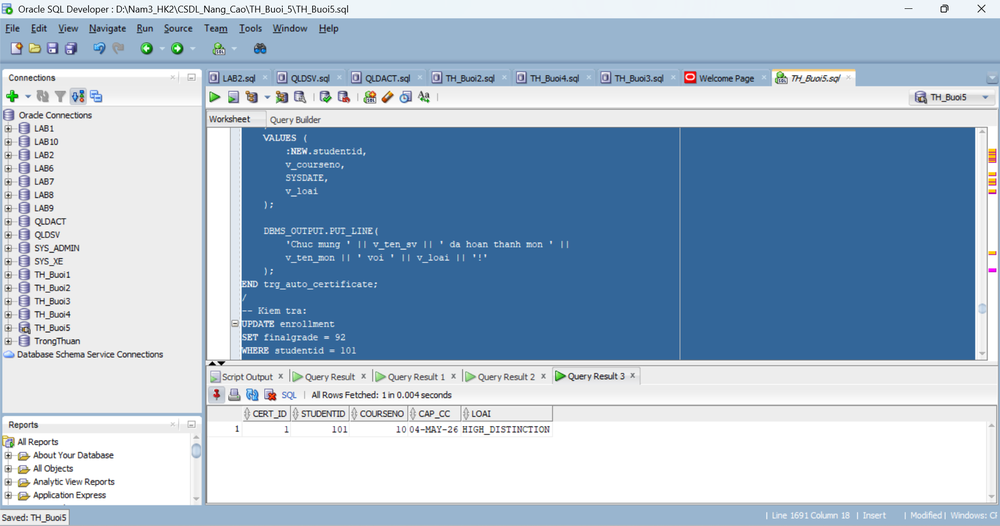 Oracle SQL Developer : D:\Nam3_HK2\CSDL_Nang_Cao\TH_Buoi_5\TH_Buoi5.sql
File Edit View Navigate Run Source Team Tools Window Help
Connections
Oracle Connections
LAB1
LAB10
LAB2
LAB6
LAB7
LAB8
LAB9
QLDACT
QLDSV
SYS_ADMIN
SYS_XE
TH_Buoi1
TH_Buoi2
TH_Buoi3
TH_Buoi4
TH_Buoi5
TrongThuan
Database Schema Service Connections
Reports
All Reports
About Your Database
All Objects
Analytic View Reports
Application Express
LAB2.sql QLDSV.sql QLDACT.sql TH_Buoi2.sql TH_Buoi4.sql TH_Buoi3.sql Welcome Page TH_Buoi5.sql
TH_Buoi5
Worksheet Query Builder
VALUES (
:NEW.studentid,
v_courseno,
SYSDATE,
v_loai
);
DBMS_OUTPUT.PUT_LINE(
'Chuc mung ' || v_ten_sv || ' da hoan thanh mon ' ||
v_ten_mon || ' voi ' || v_loai || '!'
);
END trg_auto_certificate;
/
-- Kiem tra:
UPDATE enrollment
SET finalgrade = 92
WHERE studentid = 101
Script Output Query Result Query Result 1 Query Result 2 Query Result 3
SQL | All Rows Fetched: 1 in 0.004 seconds
CERT_ID STUDENTID COURSENO CAP_CC LOAI
1 1 101 10 04-MAY-26 HIGH_DISTINCTION
Saved: TH_Buoi5
| Line 1691 Column 18 | Insert | Modified | Windows: